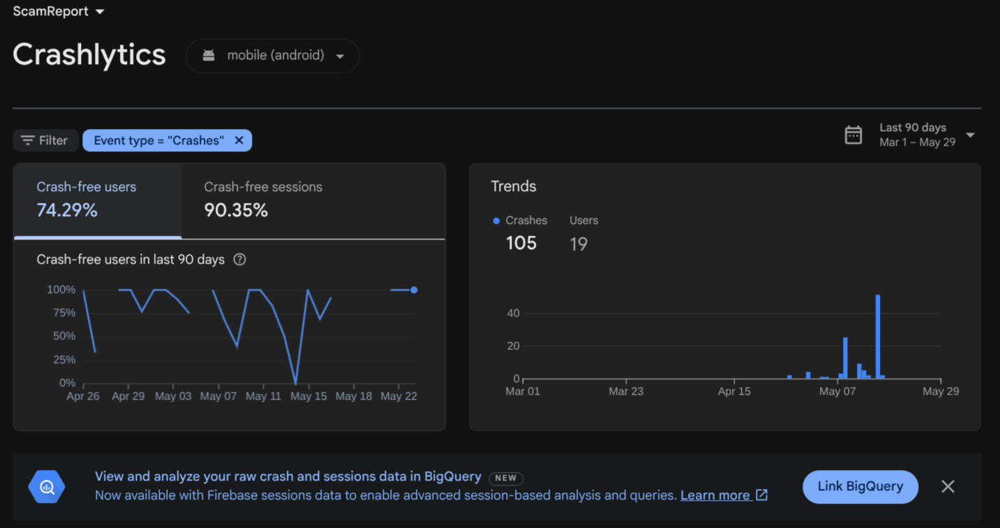 ScamReport
Crashlytics
mobile (android)
Filter
Event type = "Crashes"
Last 90 days
Mar 1 – May 29
Crash-free users
74.29%
Crash-free sessions
90.35%
Crash-free users in last 90 days
100%
75%
50%
25%
0%
Apr 26 Apr 29 May 03 May 07 May 11 May 15 May 18 May 22
Trends
Crashes Users
105 19
40
20
0
Mar 01 Mar 23 Apr 15 May 07 May 29
View and analyze your raw crash and sessions data in BigQuery NEW
Now available with Firebase sessions data to enable advanced session-based analysis and queries. Learn more
Link BigQuery